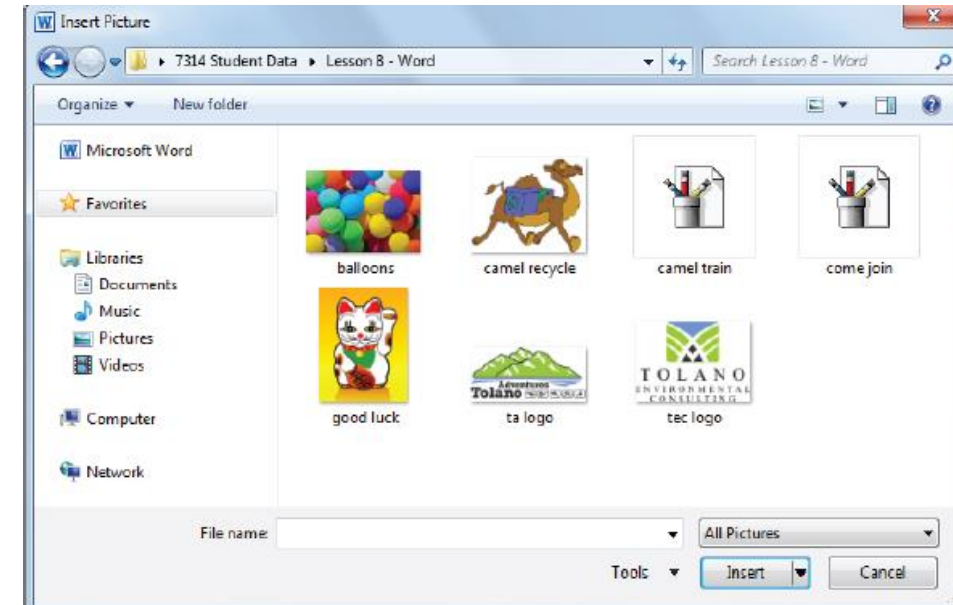 Insert Picture
7314 Student Data Lesson 8 - Word
Search Lesson 8 - Word
Organize New folder
Microsoft Word
Favorites
Libraries
Documents
Music
Pictures
Videos
Computer
Network
balloons camel recycle camel train come join
Adventures
Tolano
TOLANO
ENVIRONMENTAL
CONSULTING
good luck ta logo tec logo
File name: All Pictures
Tools Insert Cancel